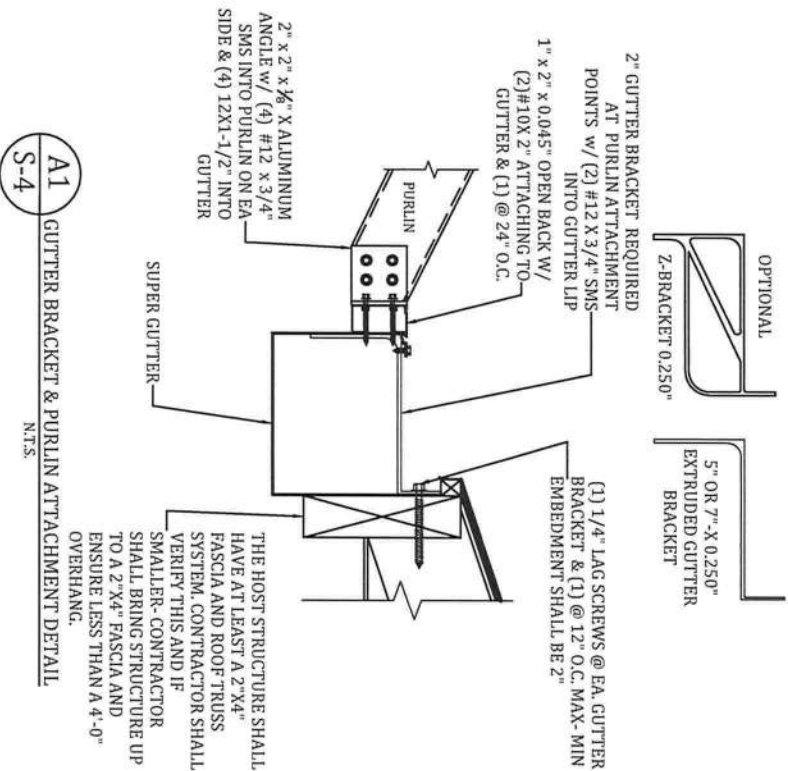 OPTIONAL
Z-BRACKET 0.250"
5" OR 7"-X 0.250"
EXTRUDED GUTTER
BRACKET
2" GUTTER BRACKET REQUIRED
AT PURLIN ATTACHMENT
POINTS w/ (2) #12 X 3/4" SMS
INTO GUTTER LIP
1" x 2" x 0.045" OPEN BACK W/
(2)#10X 2" ATTACHING TO
GUTTER & (1) @ 24" O.C.
2" x 2" x ⅛" X ALUMINUM
ANGLE w/ (4) #12 x 3/4"
SMS INTO PURLIN ON EA
SIDE & (4) 12X1-1/2" INTO
GUTTER
PURLIN
(1) 1/4" LAG SCREWS @ EA. GUTTER
BRACKET & (1) @ 12" O.C. MAX- MIN
EMBEDMENT SHALL BE 2"
SUPER GUTTER
THE HOST STRUCTURE SHALL
HAVE AT LEAST A 2"X4"
FASCIA AND ROOF TRUSS
SYSTEM. CONTRACTOR SHALL
VERIFY THIS AND IF
SMALLER- CONTRACTOR
SHALL BRING STRUCTURE UP
TO A 2"X4" FASCIA AND
ENSURE LESS THAN A 4'-0"
OVERHANG.
A1
S-4
GUTTER BRACKET & PURLIN ATTACHMENT DETAIL
N.T.S.